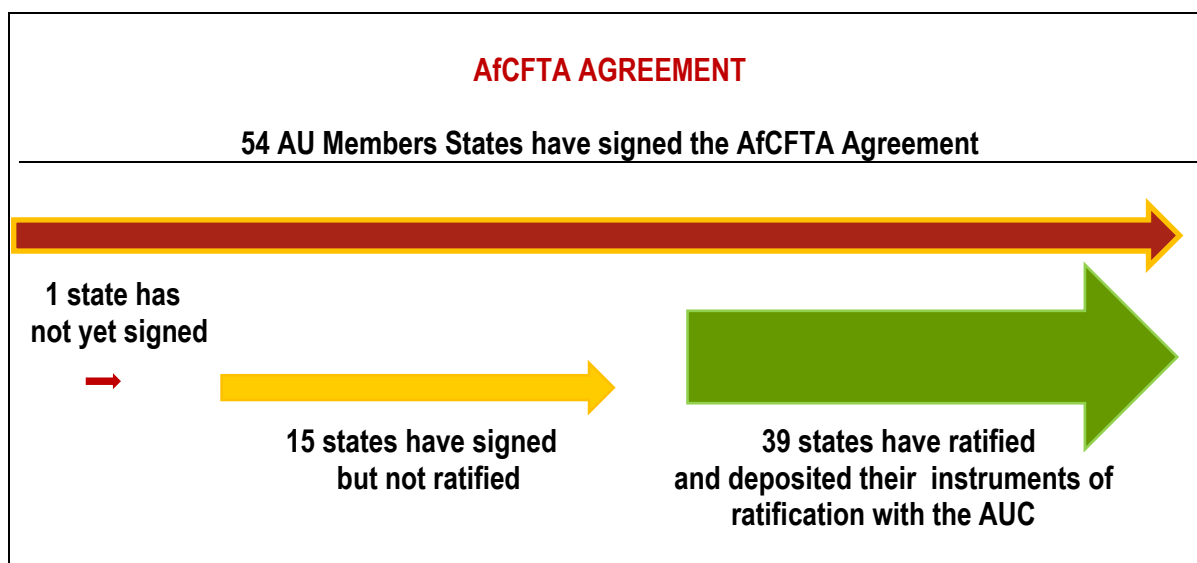 AfCFTA AGREEMENT
54 AU Members States have signed the AfCFTA Agreement
1 state has
not yet signed
15 states have signed
but not ratified
39 states have ratified
and deposited their instruments of
ratification with the AUC